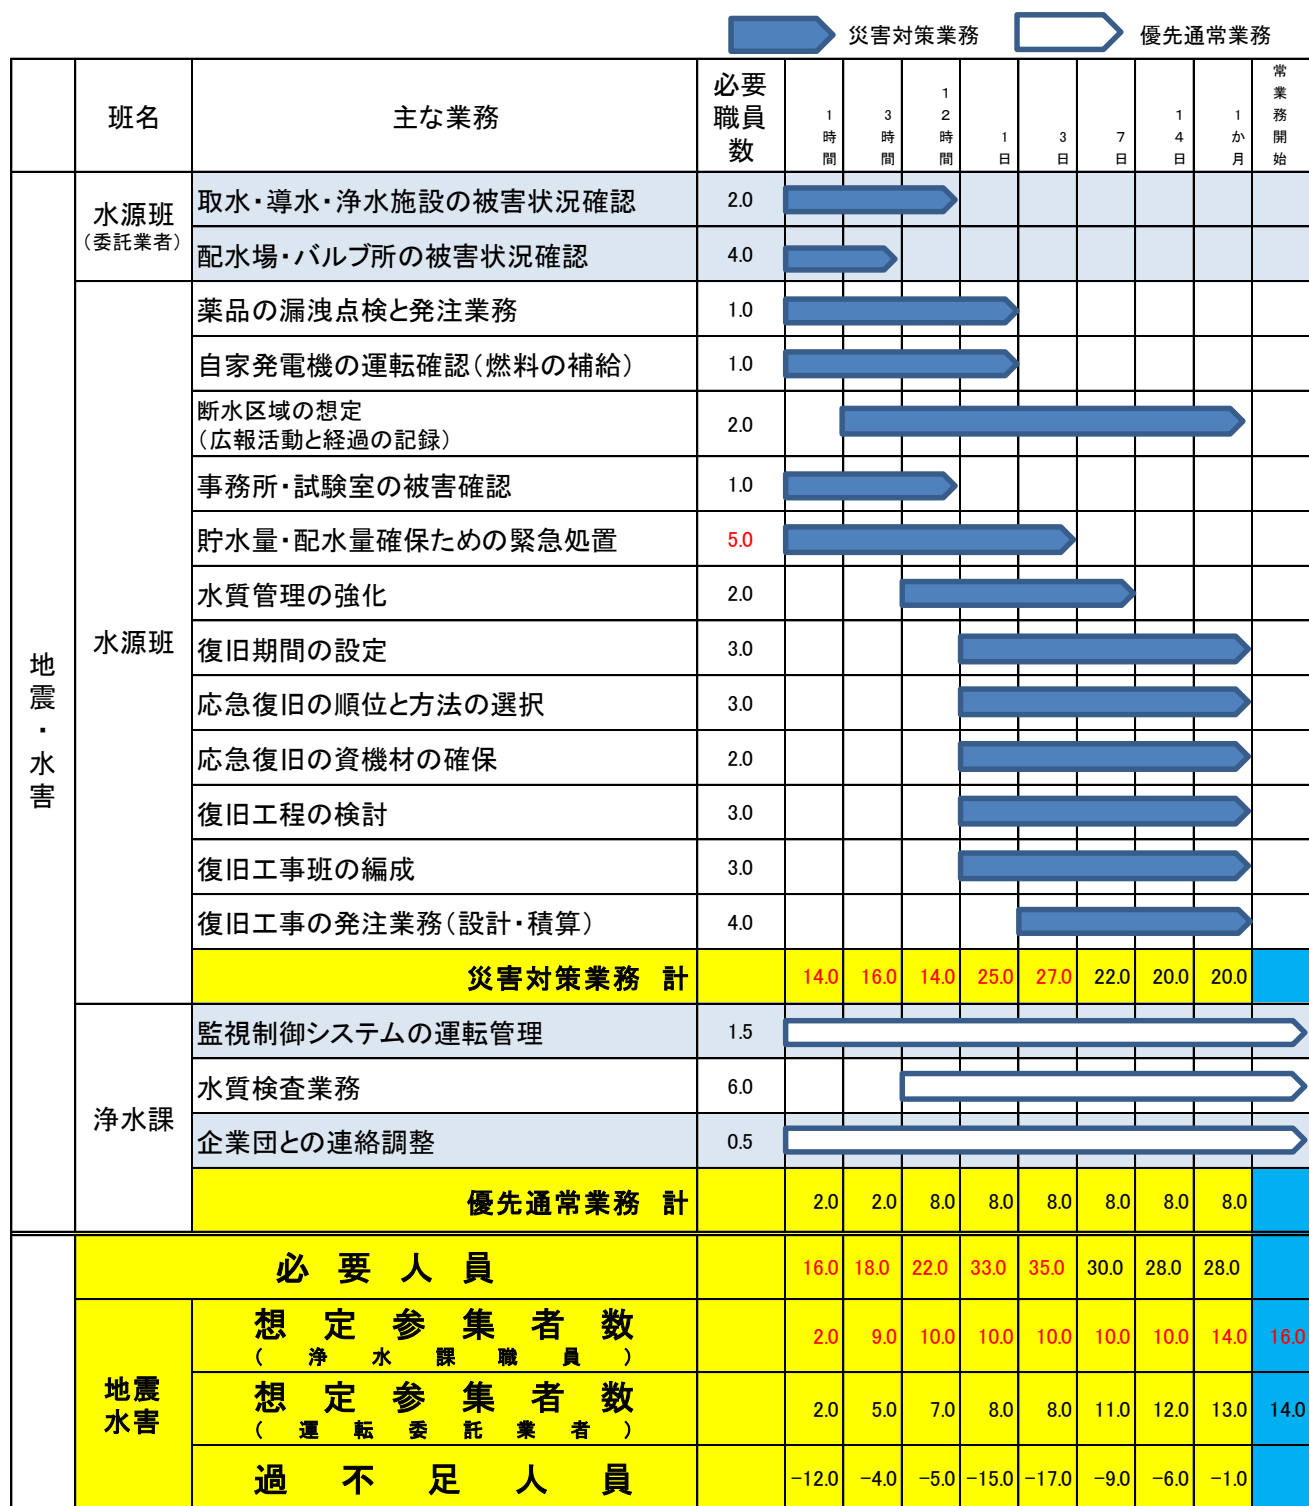 災害対策業務 優先通常業務
班名 主な業務 必要職員数 1時間 3時間 12時間 1日 3日 7日 14日 1か月 常業務開始
地震・水害
水源班
(委託業者)
取水・導水・浄水施設の被害状況確認 2.0
配水場・バルブ所の被害状況確認 4.0
水源班
薬品の漏洩点検と発注業務 1.0
自家発電機の運転確認(燃料の補給) 1.0
断水区域の想定
(広報活動と経過の記録) 2.0
事務所・試験室の被害確認 1.0
貯水量・配水量確保ための緊急処置 5.0
水質管理の強化 2.0
復旧期間の設定 3.0
応急復旧の順位と方法の選択 3.0
応急復旧の資機材の確保 2.0
復旧工程の検討 3.0
復旧工事班の編成 3.0
復旧工事の発注業務(設計・積算) 4.0
災害対策業務 計 14.0 16.0 14.0 25.0 27.0 22.0 20.0 20.0
浄水課
監視制御システムの運転管理 1.5
水質検査業務 6.0
企業団との連絡調整 0.5
優先通常業務 計 2.0 2.0 8.0 8.0 8.0 8.0 8.0 8.0
必要人員 16.0 18.0 22.0 33.0 35.0 30.0 28.0 28.0
地震
水害
想定参集者数
(浄水課職員) 2.0 9.0 10.0 10.0 10.0 10.0 10.0 14.0 16.0
想定参集者数
(運転委託業者) 2.0 5.0 7.0 8.0 8.0 11.0 12.0 13.0 14.0
過不足人員 -12.0 -4.0 -5.0 -15.0 -17.0 -9.0 -6.0 -1.0